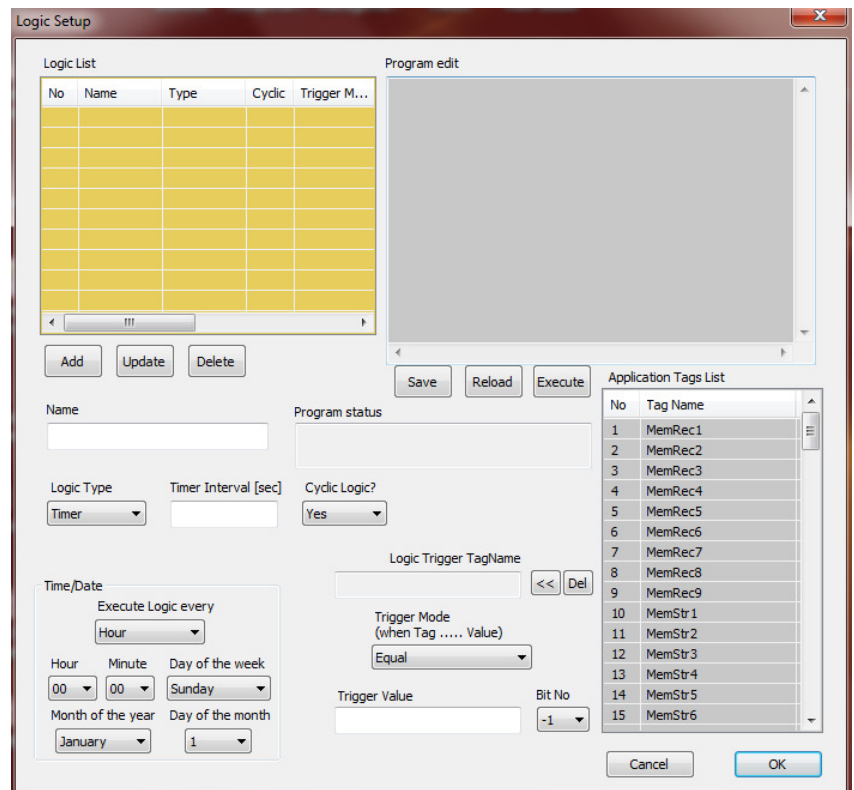 Logic Setup
Logic List
Program edit
No Name Type Cyclic Trigger M...
Add Update Delete
Save Reload Execute
Application Tags List
No Tag Name
1 MemRec1
2 MemRec2
3 MemRec3
4 MemRec4
5 MemRec5
6 MemRec6
7 MemRec7
8 MemRec8
9 MemRec9
10 MemStr1
11 MemStr2
12 MemStr3
13 MemStr4
14 MemStr5
15 MemStr6
Name
Program status
Logic Type Timer Interval [sec] Cyclic Logic?
Timer Yes
Logic Trigger TagName
<< Del
Time/Date
Execute Logic every
Hour
Hour Minute Day of the week
00 00 Sunday
Month of the year Day of the month
January 1
Trigger Mode
(when Tag ..... Value)
Equal
Trigger Value Bit No
-1
Cancel OK